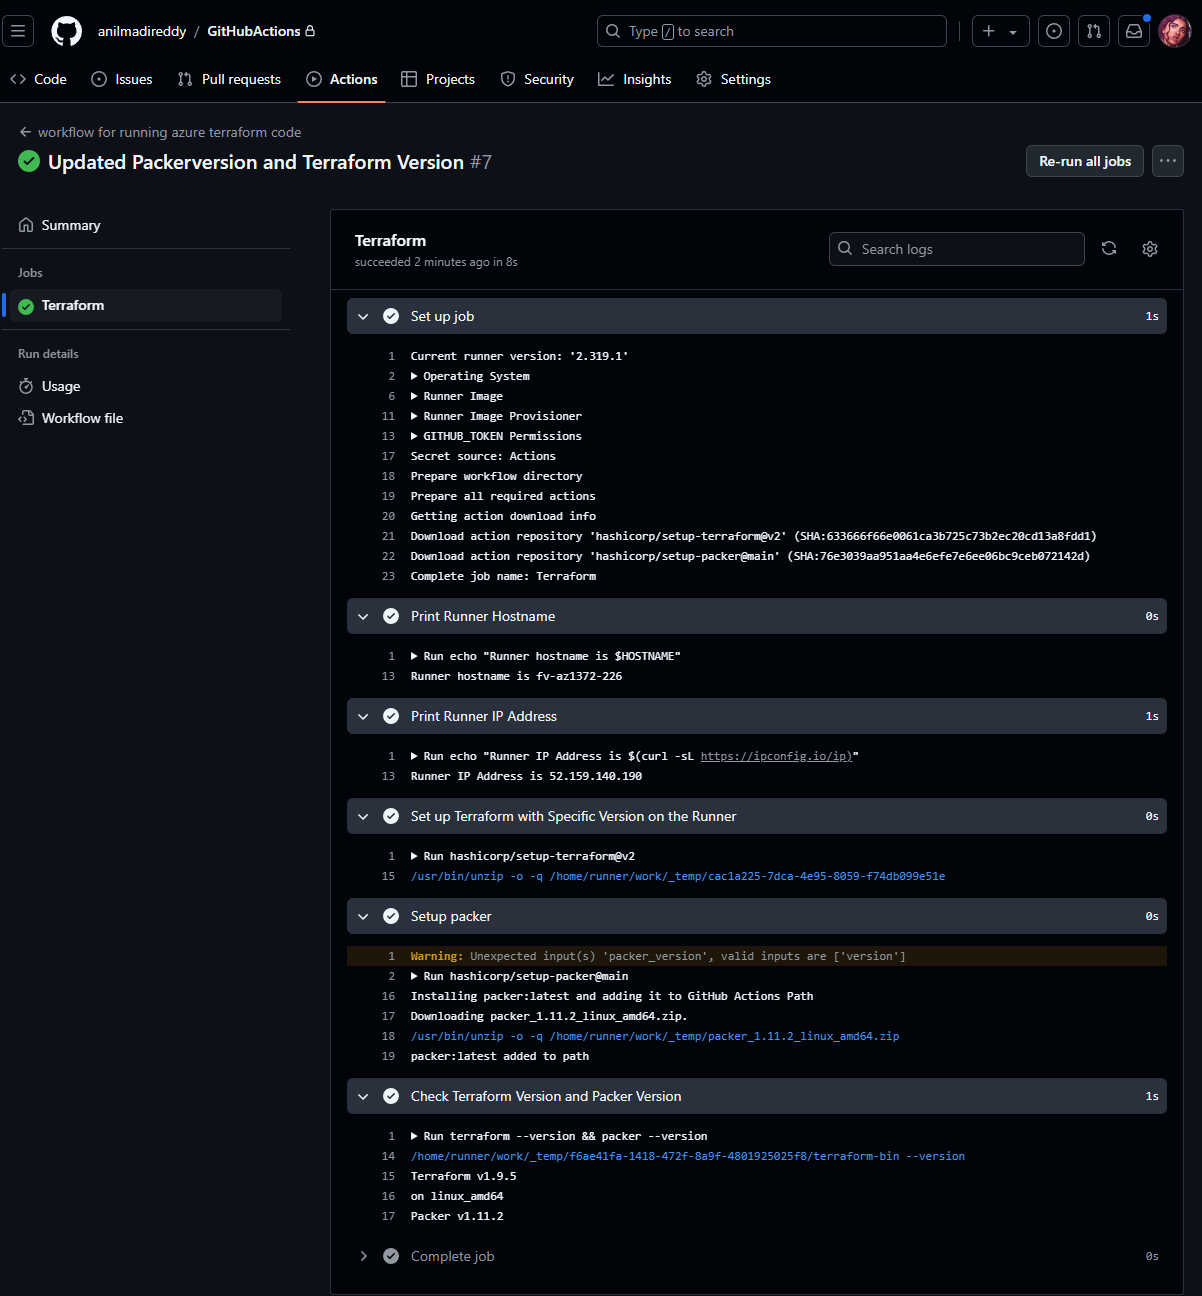 anilmadireddy / GitHubActions
Type / to search
Code
Issues
Pull requests
Actions
Projects
Security
Insights
Settings
workflow for running azure terraform code
Updated Packerversion and Terraform Version #7
Re-run all jobs
Summary
Jobs
Terraform
Run details
Usage
Workflow file
Terraform
succeeded 2 minutes ago in 8s
Search logs
Set up job 1s
1 Current runner version: '2.319.1'
2 Operating System
6 Runner Image
11 Runner Image Provisioner
13 GITHUB_TOKEN Permissions
17 Secret source: Actions
18 Prepare workflow directory
19 Prepare all required actions
20 Getting action download info
21 Download action repository 'hashicorp/setup-terraform@v2' (SHA:633666f66e0061ca3b725c73b2ec20cd13a8fdd1)
22 Download action repository 'hashicorp/setup-packer@main' (SHA:76e3039aa951aa4e6efe7e6ee06bc9ceb072142d)
23 Complete job name: Terraform
Print Runner Hostname 0s
1 Run echo "Runner hostname is $HOSTNAME"
13 Runner hostname is fv-az1372-226
Print Runner IP Address 1s
1 Run echo "Runner IP Address is $(curl -sL https://ipconfig.io/ip)"
13 Runner IP Address is 52.159.140.190
Set up Terraform with Specific Version on the Runner 0s
1 Run hashicorp/setup-terraform@v2
15 /usr/bin/unzip -o -q /home/runner/work/_temp/cac1a225-7dca-4e95-8059-f74db099e51e
Setup packer 0s
1 Warning: Unexpected input(s) 'packer_version', valid inputs are ['version']
2 Run hashicorp/setup-packer@main
16 Installing packer:latest and adding it to GitHub Actions Path
17 Downloading packer_1.11.2_linux_amd64.zip.
18 /usr/bin/unzip -o -q /home/runner/work/_temp/packer_1.11.2_linux_amd64.zip
19 packer:latest added to path
Check Terraform Version and Packer Version 1s
1 Run terraform --version && packer --version
14 /home/runner/work/_temp/f6ae41fa-1418-472f-8a9f-4801925025f8/terraform-bin --version
15 Terraform v1.9.5
16 on linux_amd64
17 Packer v1.11.2
Complete job 0s